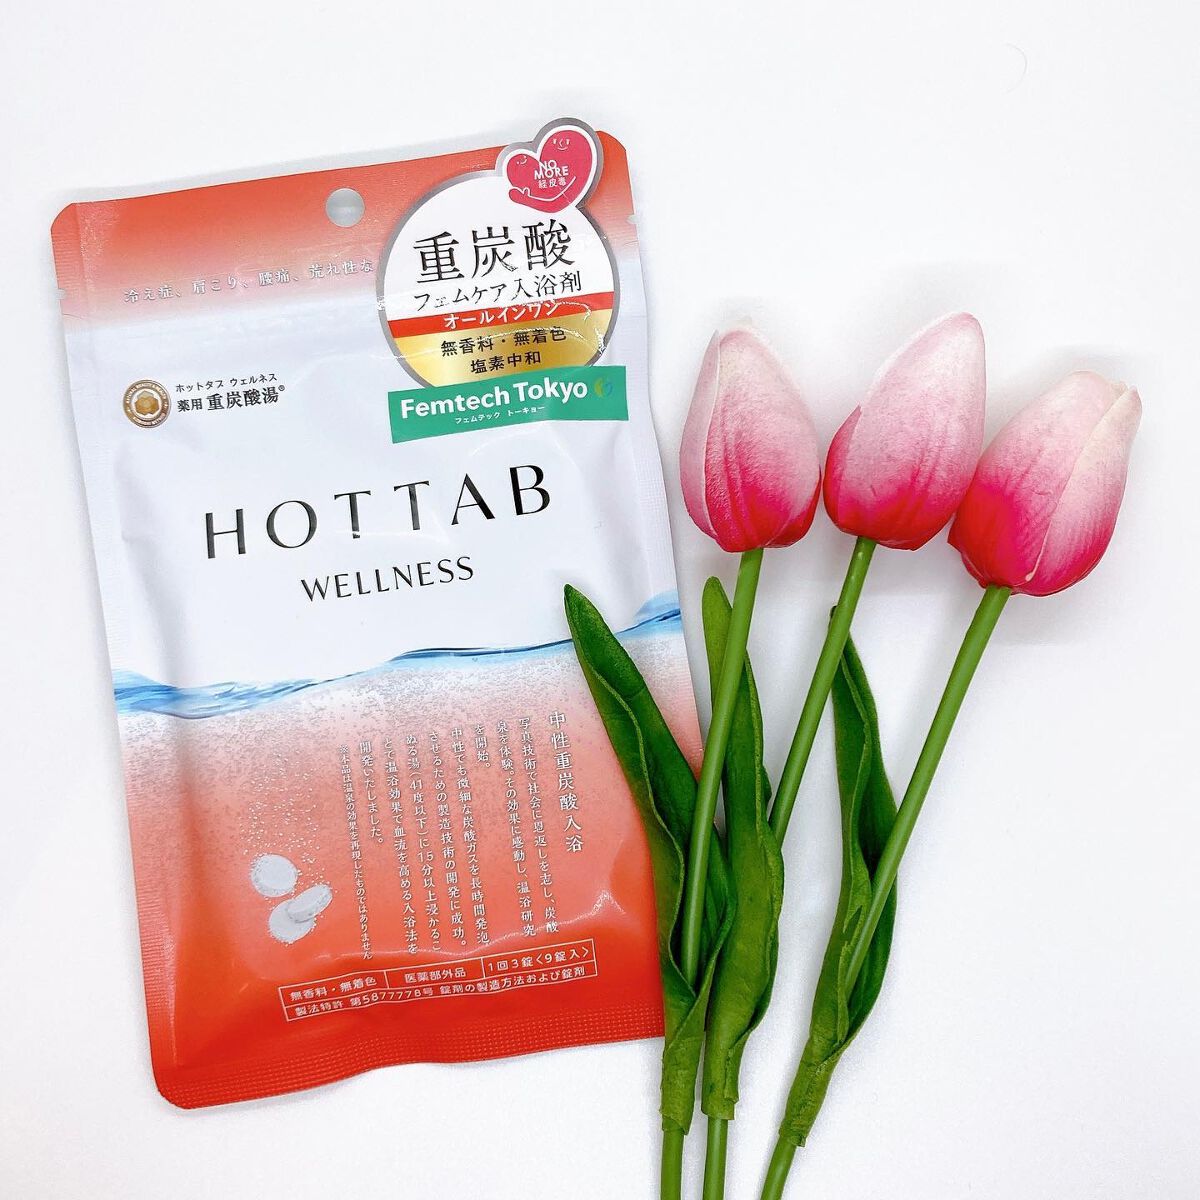 NO
MORE
経皮毒
重炭酸
フェムケア入浴剤
オールインワン
無香料・無着色
塩素中和
Femtech Tokyo
フェムテック トーキョー
冷え症、肩こり、腰痛、荒れ性な
ホットタブ ウェルネス
薬用 重炭酸湯®
HOT TAB
WELLNESS
中性重炭酸入浴
写真技術で社会に恩返しを志し、炭酸
泉を体験。その効果に感動し、温浴研究
を開始。
中性でも微細な炭酸ガスを長時間発泡
させるための製造技術の開発に成功。
ぬる湯(41度以下)に15分以上浸かるこ
とで温浴効果で血流を高める入浴法を
開発いたしました。
※本品は温泉の効果を再現したものではありません
無香料・無着色
医薬部外品
1回3錠<9錠入>
製法特許 第5877778号 錠剤の製造方法および錠剤